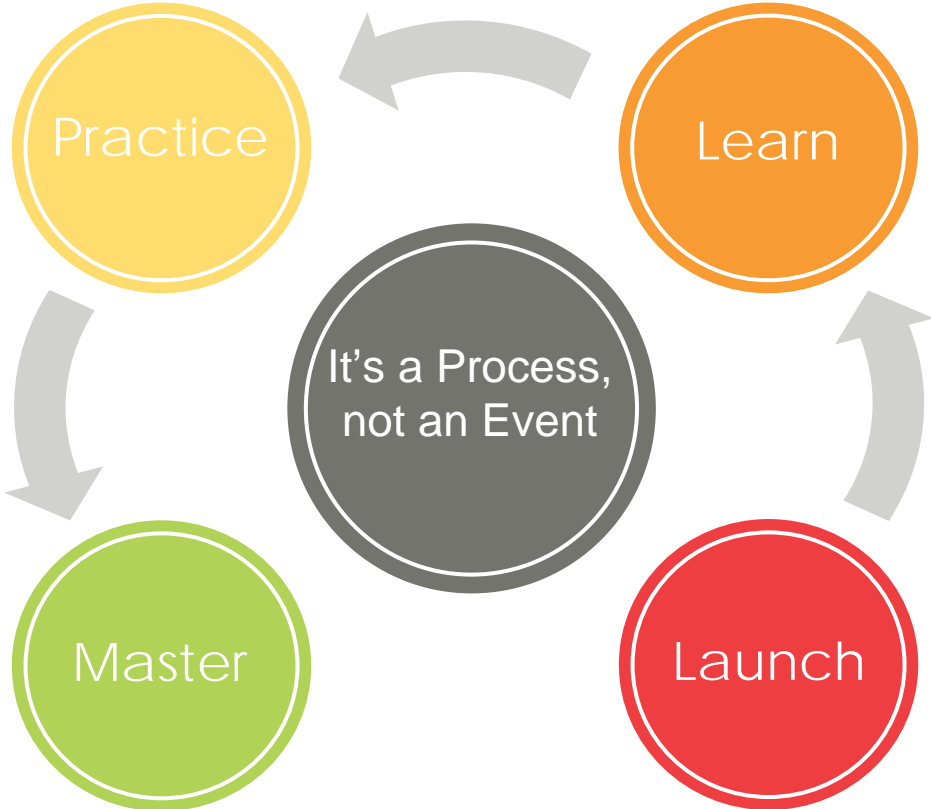 Practice
Learn
It's a Process,
not an Event
Master
Launch